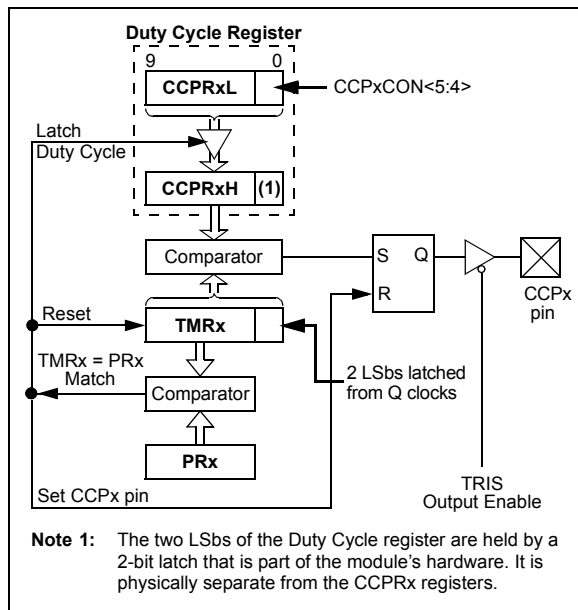 Duty Cycle Register
9 0
CCPRxL
CCPxCON<5:4>
Latch
Duty Cycle
CCPRxH (1)
Comparator
S Q
R
CCPx
pin
Reset
TMRx
TMRx = PRx
Match
2 LSbs latched
from Q clocks
Comparator
PRx
Set CCPx pin
TRIS
Output Enable
Note 1: The two LSbs of the Duty Cycle register are held by a
2-bit latch that is part of the module's hardware. It is
physically separate from the CCPRx registers.